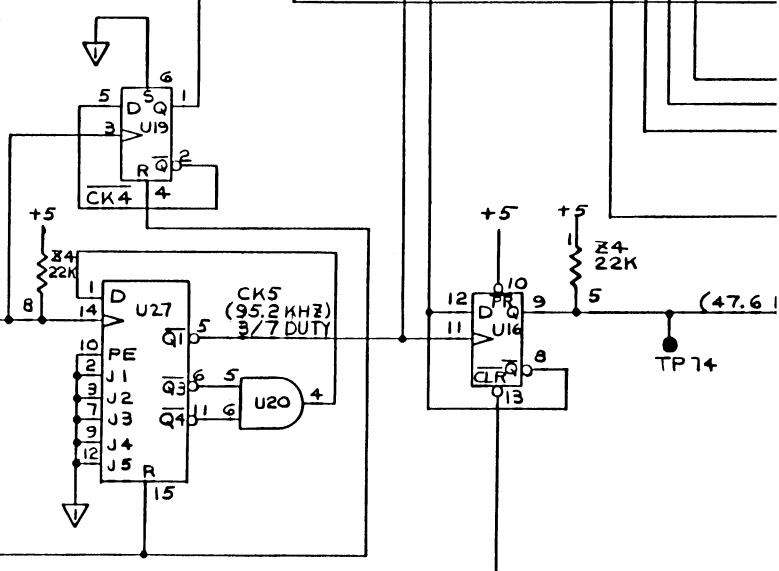 1
6
5 S 1
D Q
3 U19
R Q 2
CK4 4
+5 +5 +5
Z4 1 Z4
22K 22K
1 D 10
8 U27 CK5 12 D PR Q 9 5 (47.6
14 (95.2 KHZ) 11 U16
Q1 5 3/7 DUTY
10 PE 8
2 J1 CLR Q TP74
3 J2 Q3 6 5 4 13
7 J3 U20
9 J4 Q4 11 6
12 J5
R
15
1